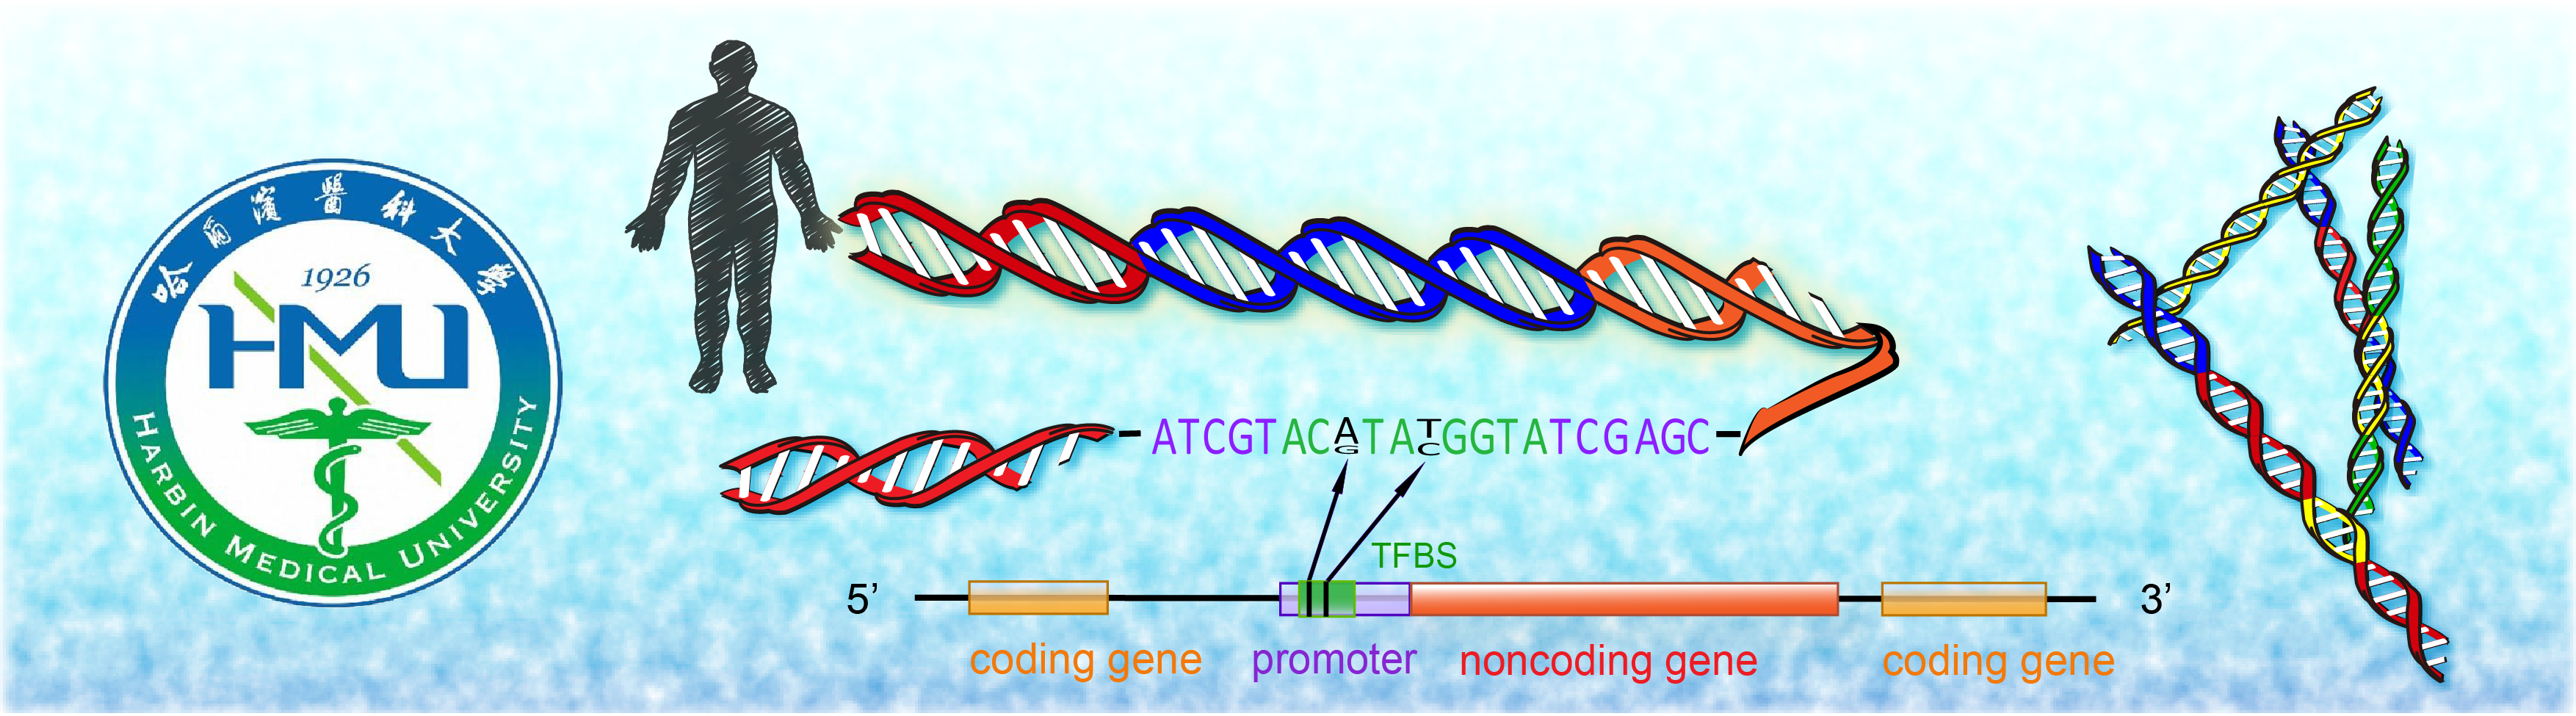 哈爾濱醫科大學
1926
HMU
HARBIN MEDICAL UNIVERSITY
ATCGTACATATGGTATCGAGC
G C
TFBS
5’ 3’
coding gene promoter noncoding gene coding gene